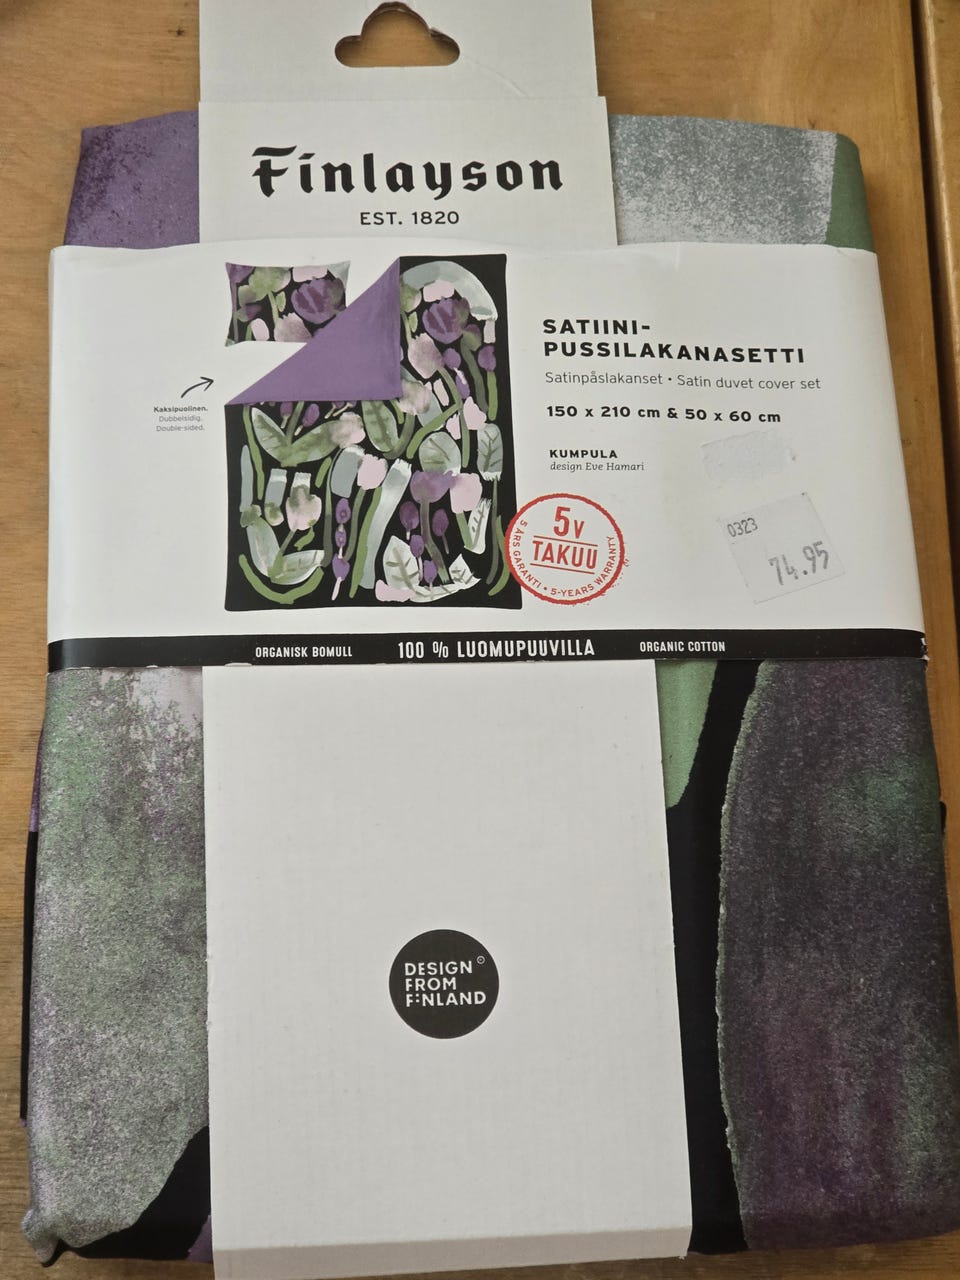 Finlayson
EST. 1820
SATIINI-
PUSSILAKANASETTI
Satinpåslakanset • Satin duvet cover set
150 x 210 cm & 50 x 60 cm
Kaksipuolinen.
Dubbelsidig.
Double-sided.
KUMPULA
design Eve Hamari
5V
TAKUU
5 ÅRS GARANTI • 5-YEARS WARRANTY
0323
74.95
ORGANISK BOMULL 100 % LUOMUPUUVILLA ORGANIC COTTON
DESIGN
FROM
FINLAND